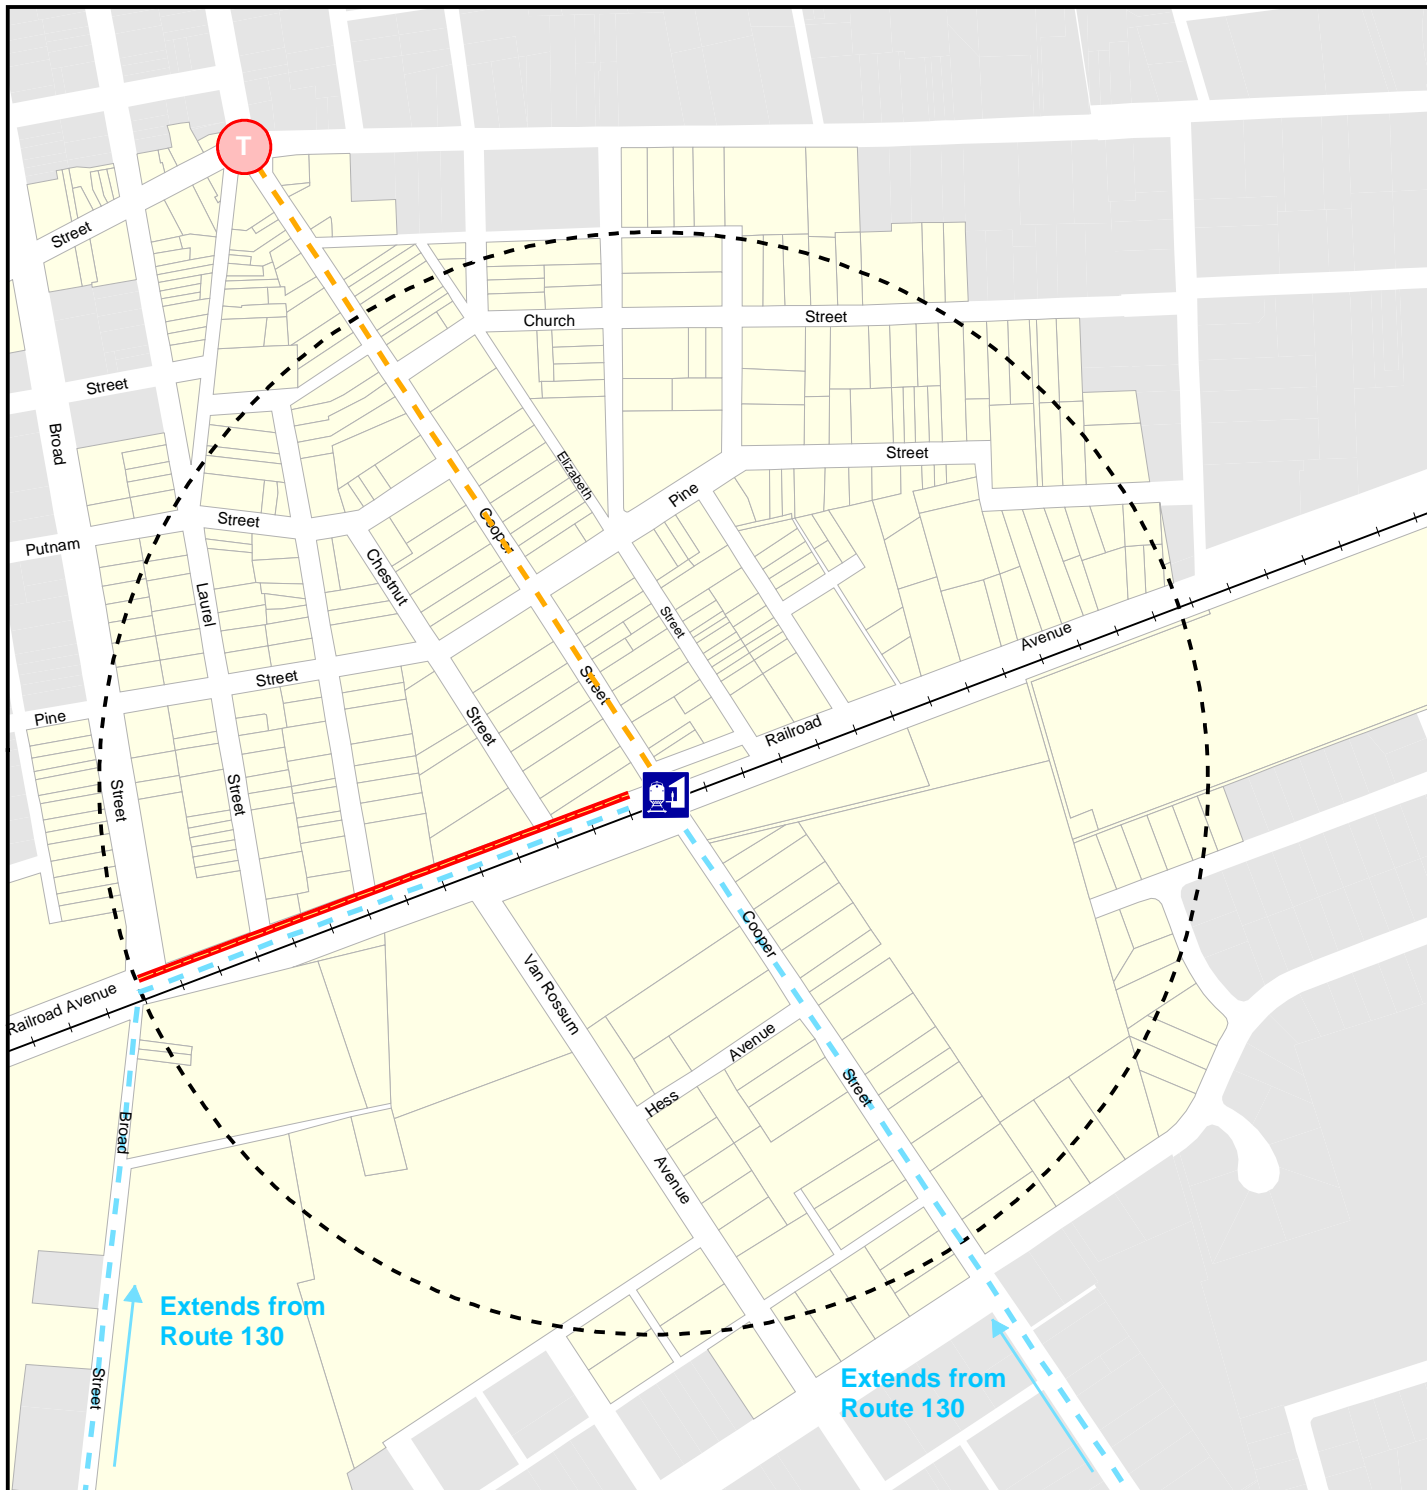 T
Street
Church
Street
Street
Broad
Street
Elizabeth
Pine
Street
Cooper
Putnam
Chestnut
Laurel
Street
Avenue
Street
Street
Pine
Street
Railroad
Street
Street
Cooper
Van Rossum
Railroad Avenue
Avenue
Street
Hess
Broad
Avenue
Extends from
Route 130
Street
Extends from
Route 130